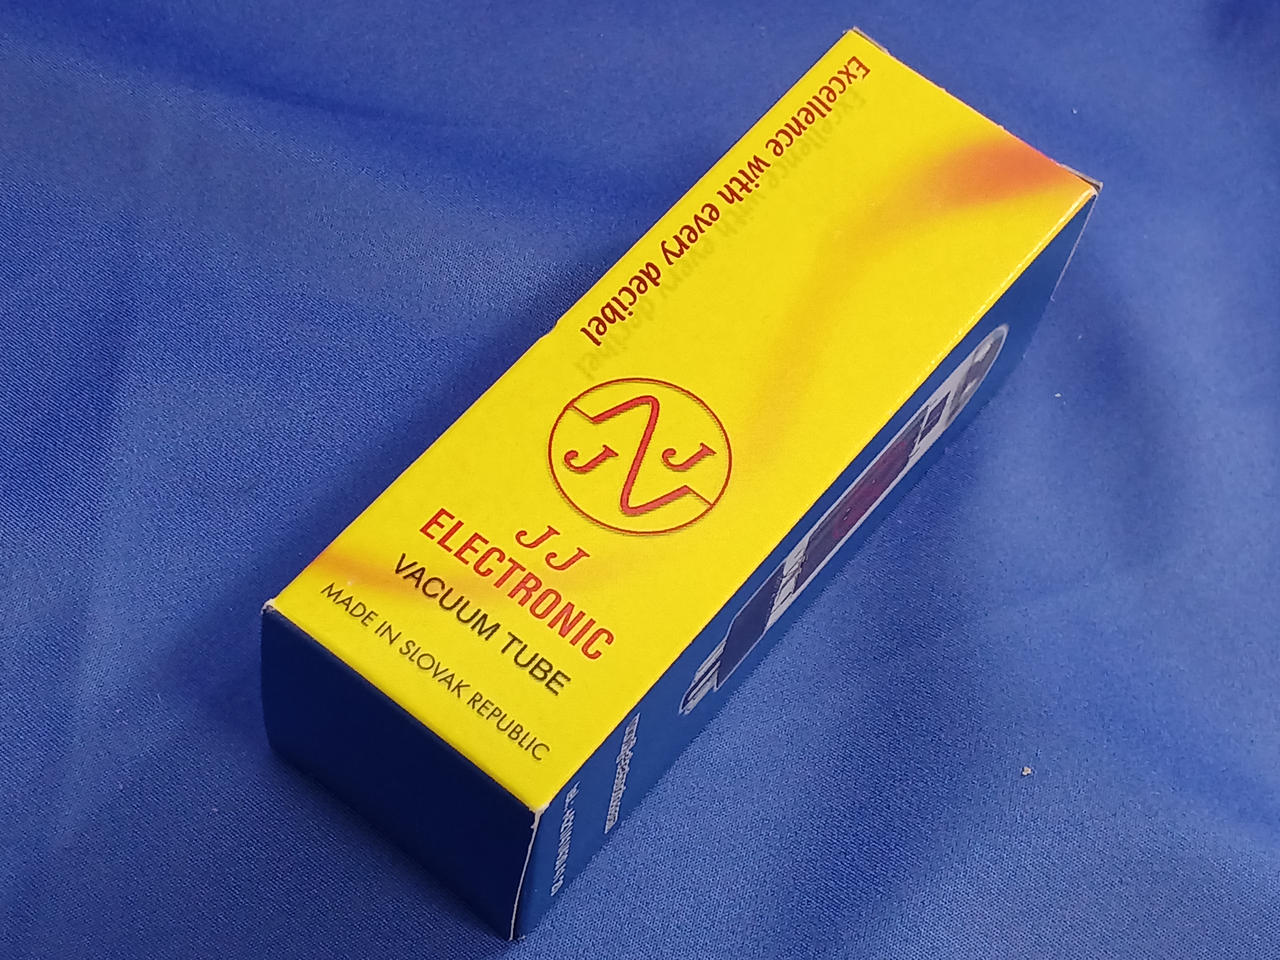 Excellence with every decibel
J J
J J
ELECTRONIC
VACUUM TUBE
MADE IN SLOVAK REPUBLIC